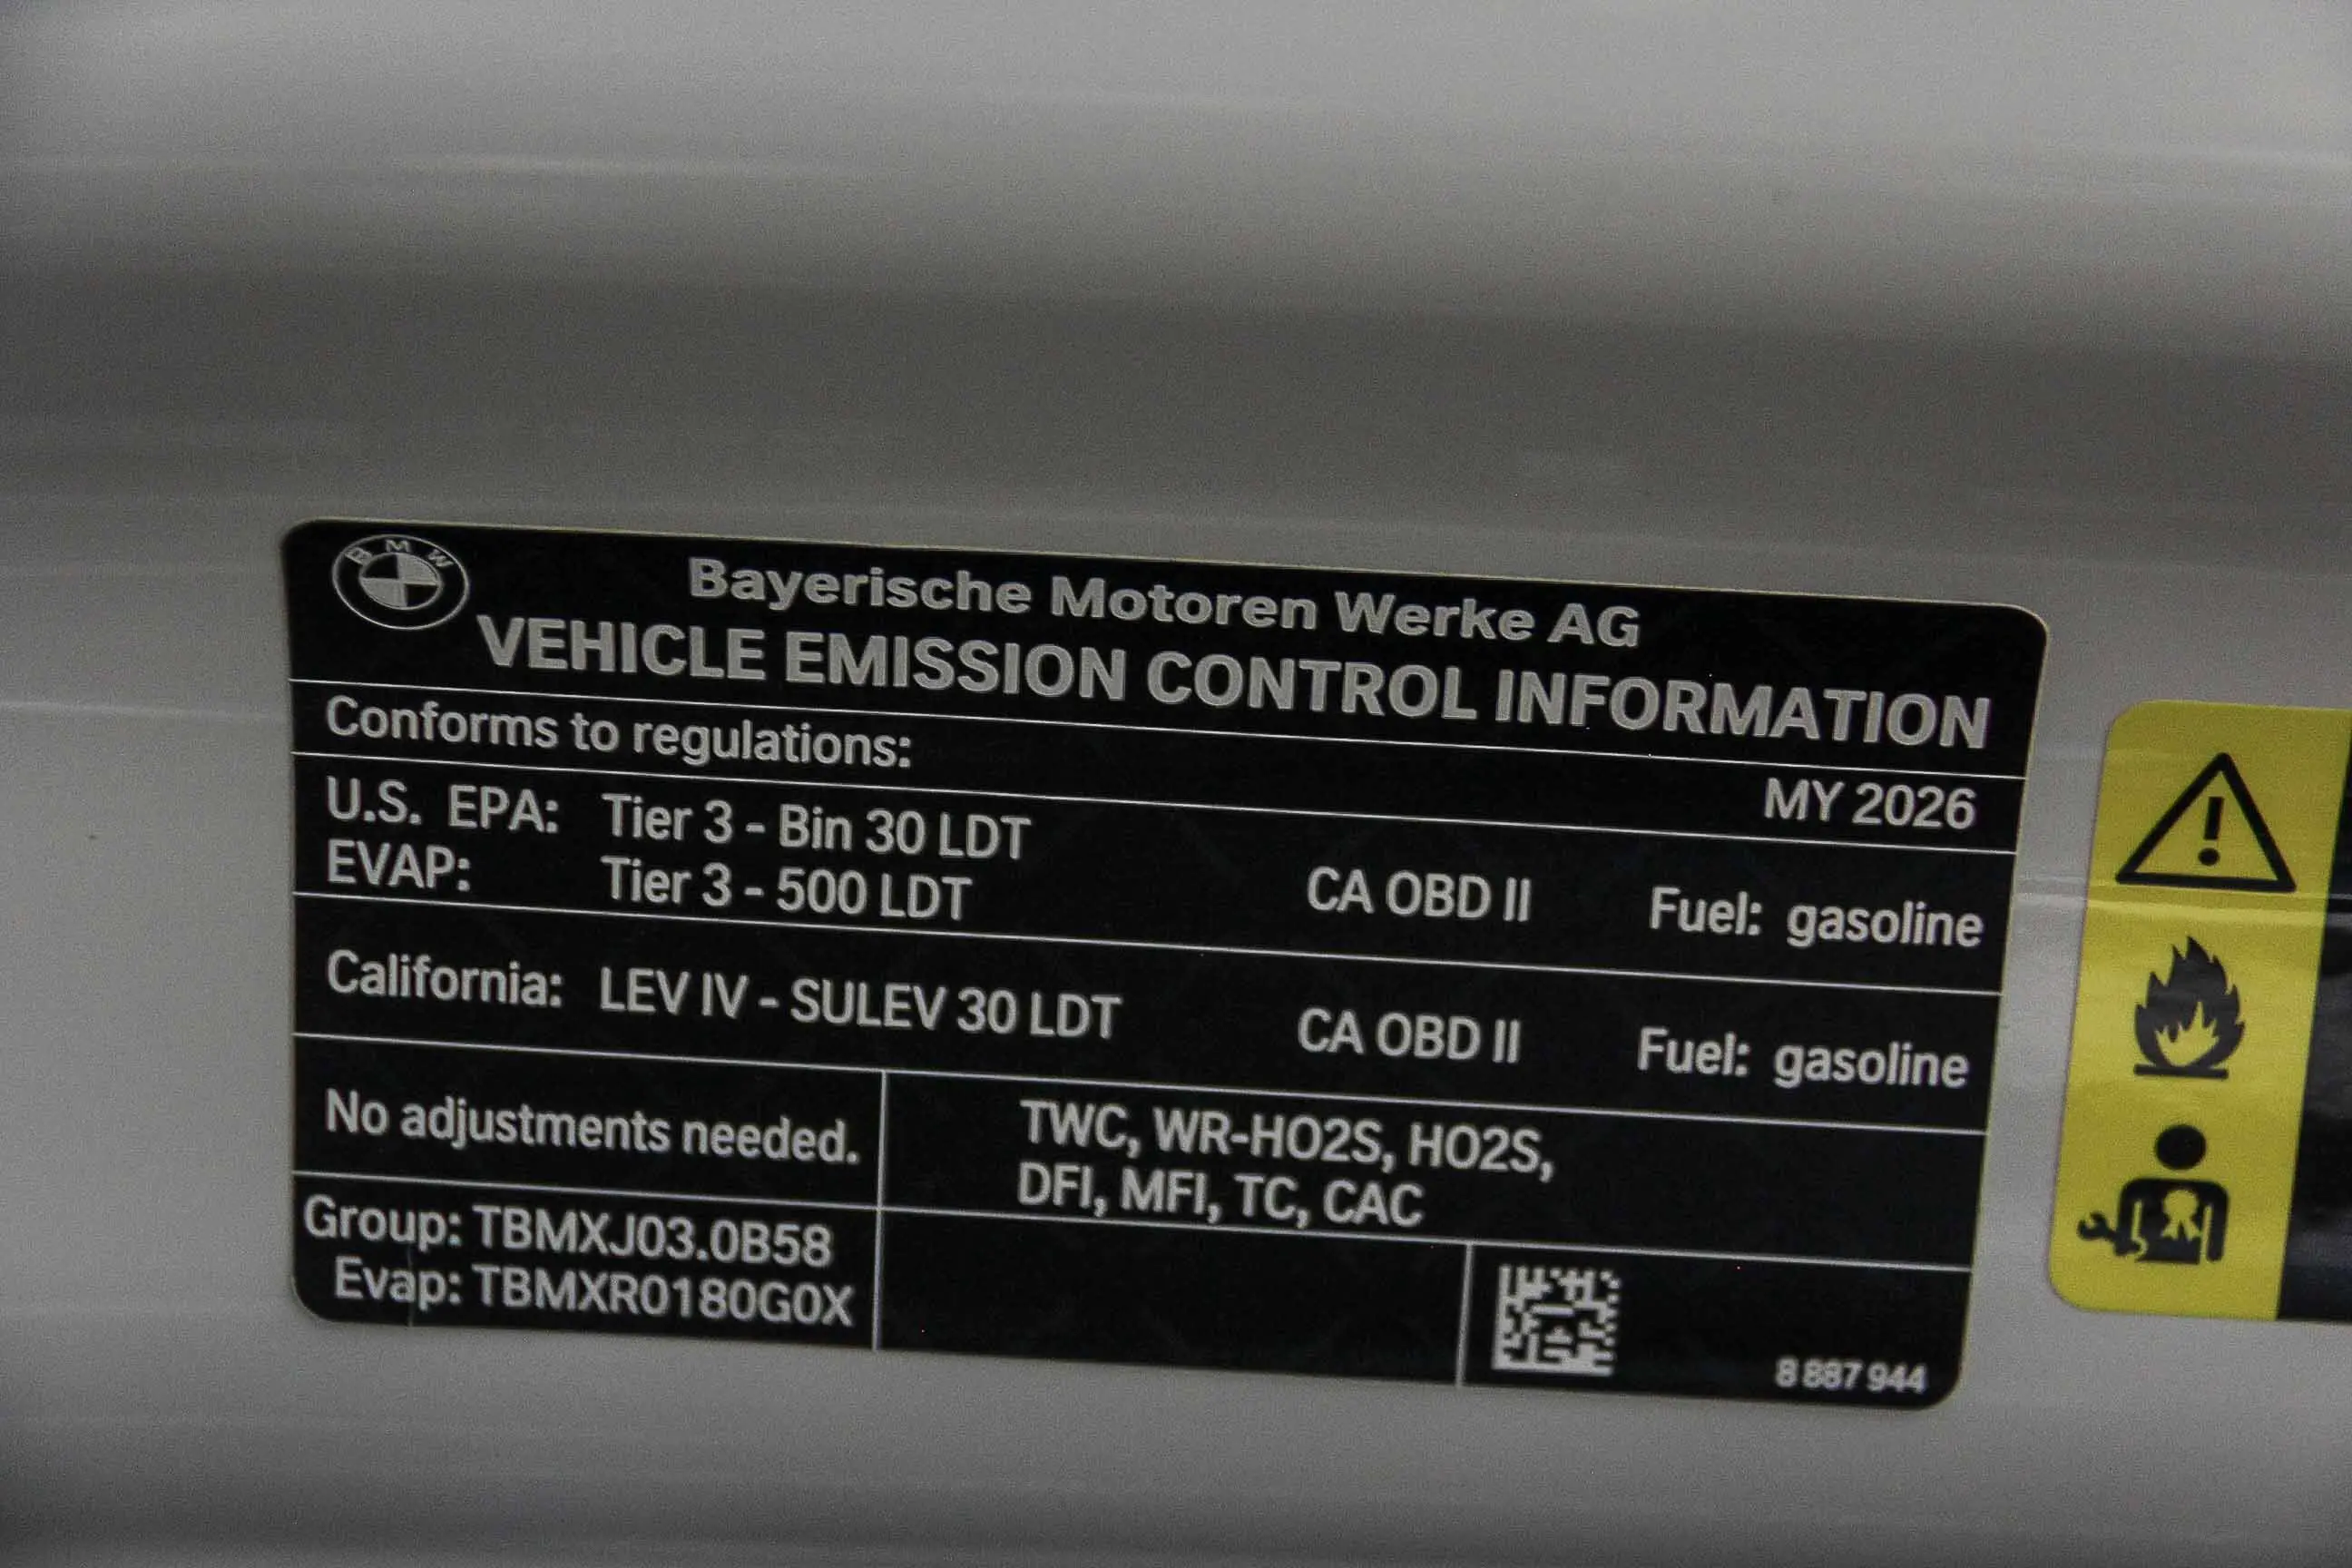 BMW
Bayerische Motoren Werke AG
VEHICLE EMISSION CONTROL INFORMATION
Conforms to regulations:
MY 2026
U.S. EPA: Tier 3 - Bin 30 LDT
EVAP: Tier 3 - 500 LDT
CA OBD II Fuel: gasoline
California: LEV IV - SULEV 30 LDT CA OBD II Fuel: gasoline
No adjustments needed.
TWC, WR-HO2S, HO2S,
DFI, MFI, TC, CAC
Group: TBMXJ03.0B58
Evap: TBMXR0180G0X
8 887 944